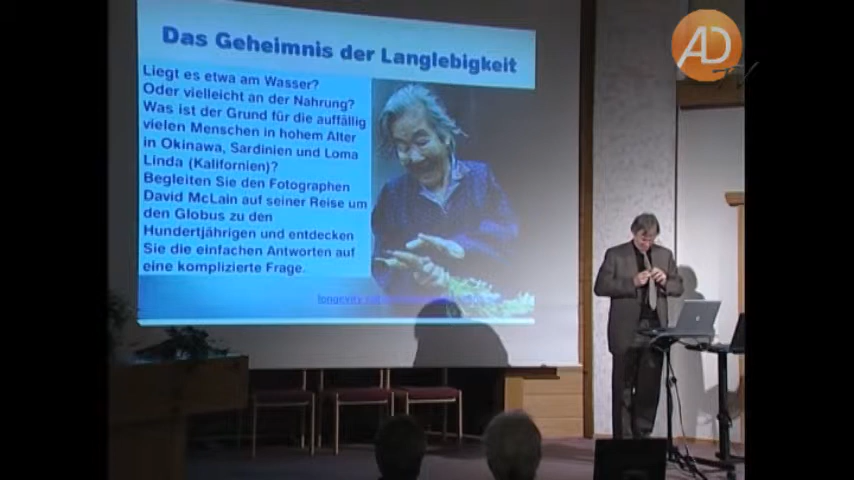 Das Geheimnis der Langlebigkeit
Liegt es etwa am Wasser?
Oder vielleicht an der Nahrung?
Was ist der Grund für die auffällig
vielen Menschen in hohem Alter
in Okinawa, Sardinien und Loma
Linda (Kalifornien)?
Begleiten Sie den Fotographen
David McLain auf seiner Reise um
den Globus zu den
Hundertjährigen und entdecken
Sie die einfachen Antworten auf
eine komplizierte Frage.
longevity
AD
TV